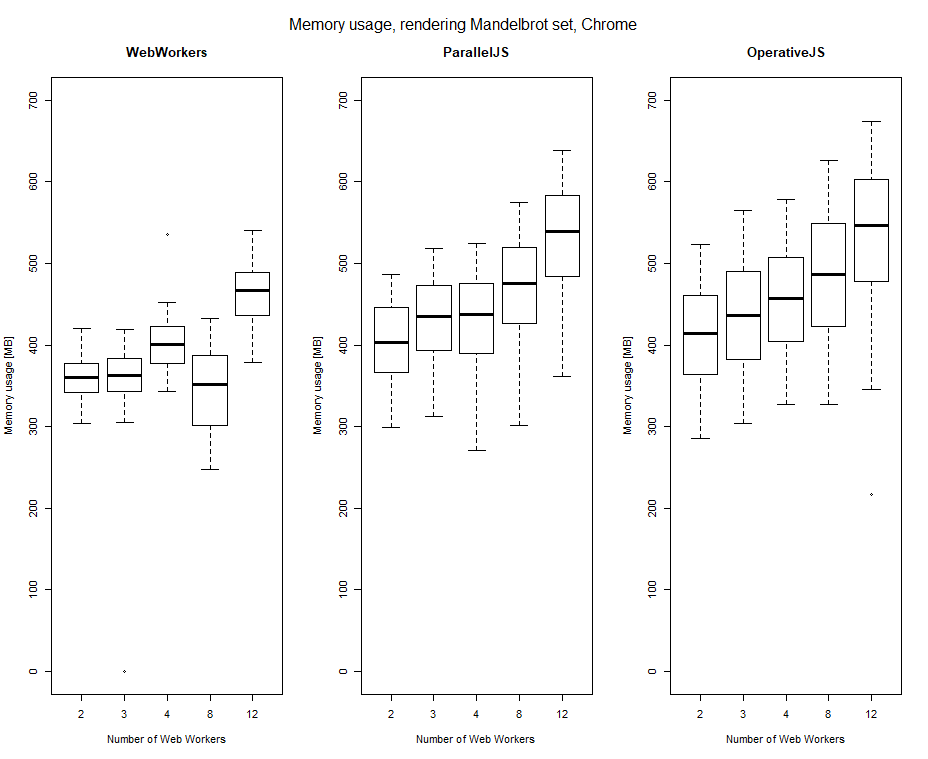 Memory usage, rendering Mandelbrot set, Chrome
WebWorkers
Memory usage [MB]
700
600
500
400
300
200
100
0
2 3 4 8 12
Number of Web Workers
ParallelJS
Memory usage [MB]
700
600
500
400
300
200
100
0
2 3 4 8 12
Number of Web Workers
OperativeJS
Memory usage [MB]
700
600
500
400
300
200
100
0
2 3 4 8 12
Number of Web Workers